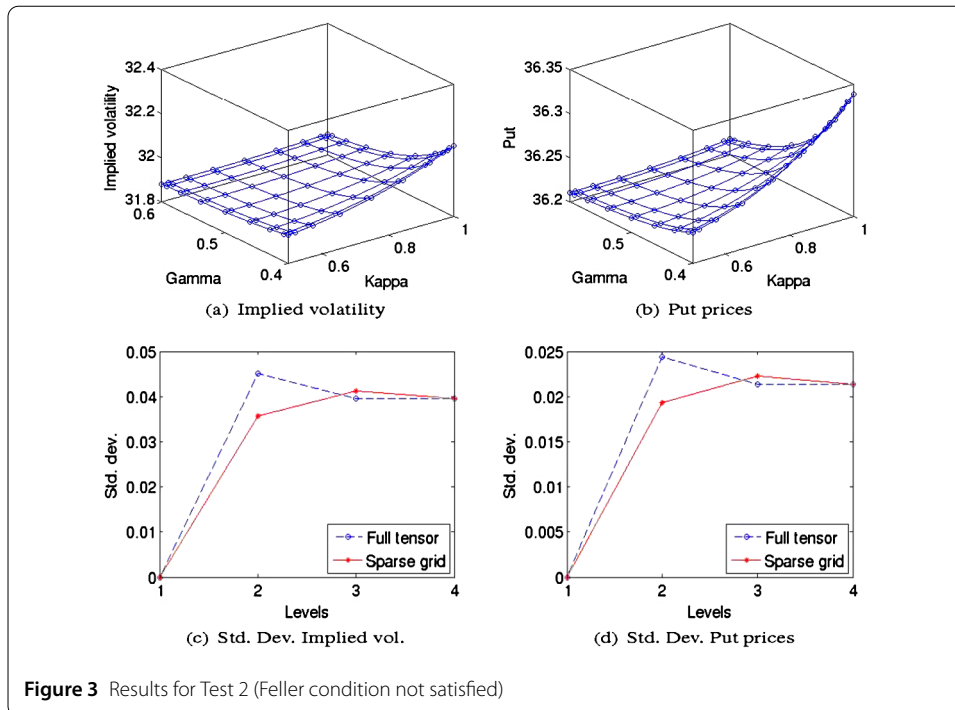 32.4
32.2
32
31.8
Implied volatility
0.6
0.5
0.4
Gamma
0.6
0.8
1
Kappa
(a) Implied volatility
36.35
36.3
36.25
36.2
Put
0.6
0.5
0.4
Gamma
0.6
0.8
1
Kappa
(b) Put prices
0.05
0.04
0.03
0.02
0.01
0
Std. dev.
1
2
3
4
Levels
Full tensor
Sparse grid
(c) Std. Dev. Implied vol.
0.025
0.02
0.015
0.01
0.005
0
Std. dev.
1
2
3
4
Levels
Full tensor
Sparse grid
(d) Std. Dev. Put prices
Figure 3 Results for Test 2 (Feller condition not satisfied)